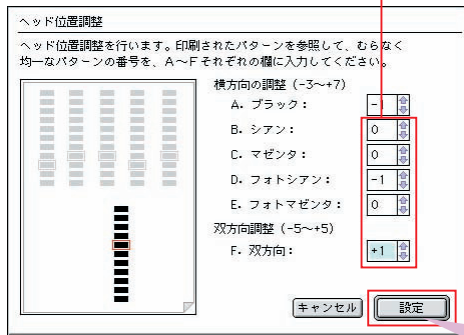 ヘッド位置調整
ヘッド位置調整を行います。印刷されたパターンを参照して、むらなく
均一なパターンの番号を、A～Fそれぞれの欄に入力してください。
横方向の調整（-3～+7）
A. ブラック： -1
B. シアン： 0
C. マゼンタ： 0
D. フォトシアン： -1
E. フォトマゼンタ： 0
双方向調整（-5～+5）
F. 双方向： +1
キャンセル 設定